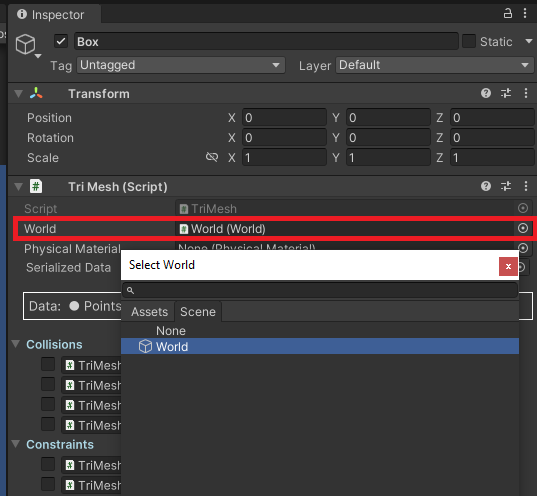 Inspector
Box
Static
Tag Untagged Layer Default
Transform
Position X 0 Y 0 Z 0
Rotation X 0 Y 0 Z 0
Scale X 1 Y 1 Z 1
# Tri Mesh (Script)
Script # TriMesh
World # World (World)
Physical Material None (Physical Material)
Serialized Data
Select World
x
Assets Scene
None
World
Data: Points
Collisions
# TriMesh
# TriMesh
# TriMesh
# TriMesh
Constraints
# TriMesh
# TriMesh